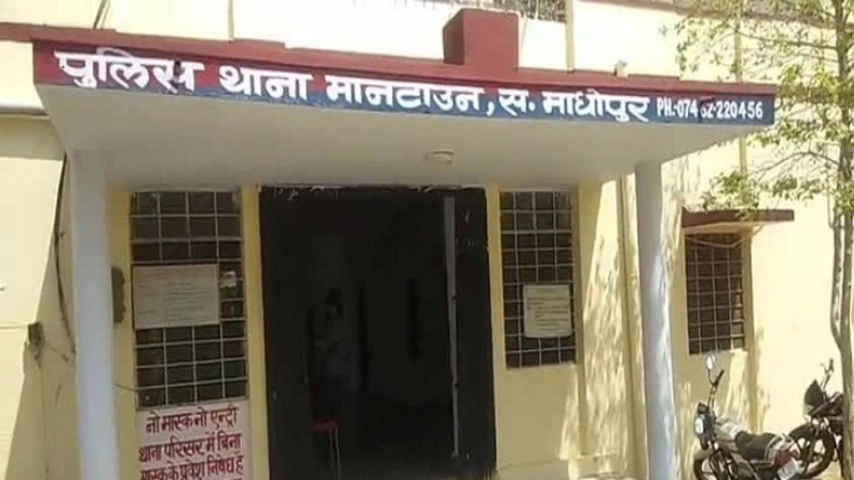 पुलिस थाना मानटाउन, स. माधोपुर PH.-07462-220456
नो मास्क नो एन्ट्री
थाना परिसर में बिना
मास्क के प्रवेश निषेध है